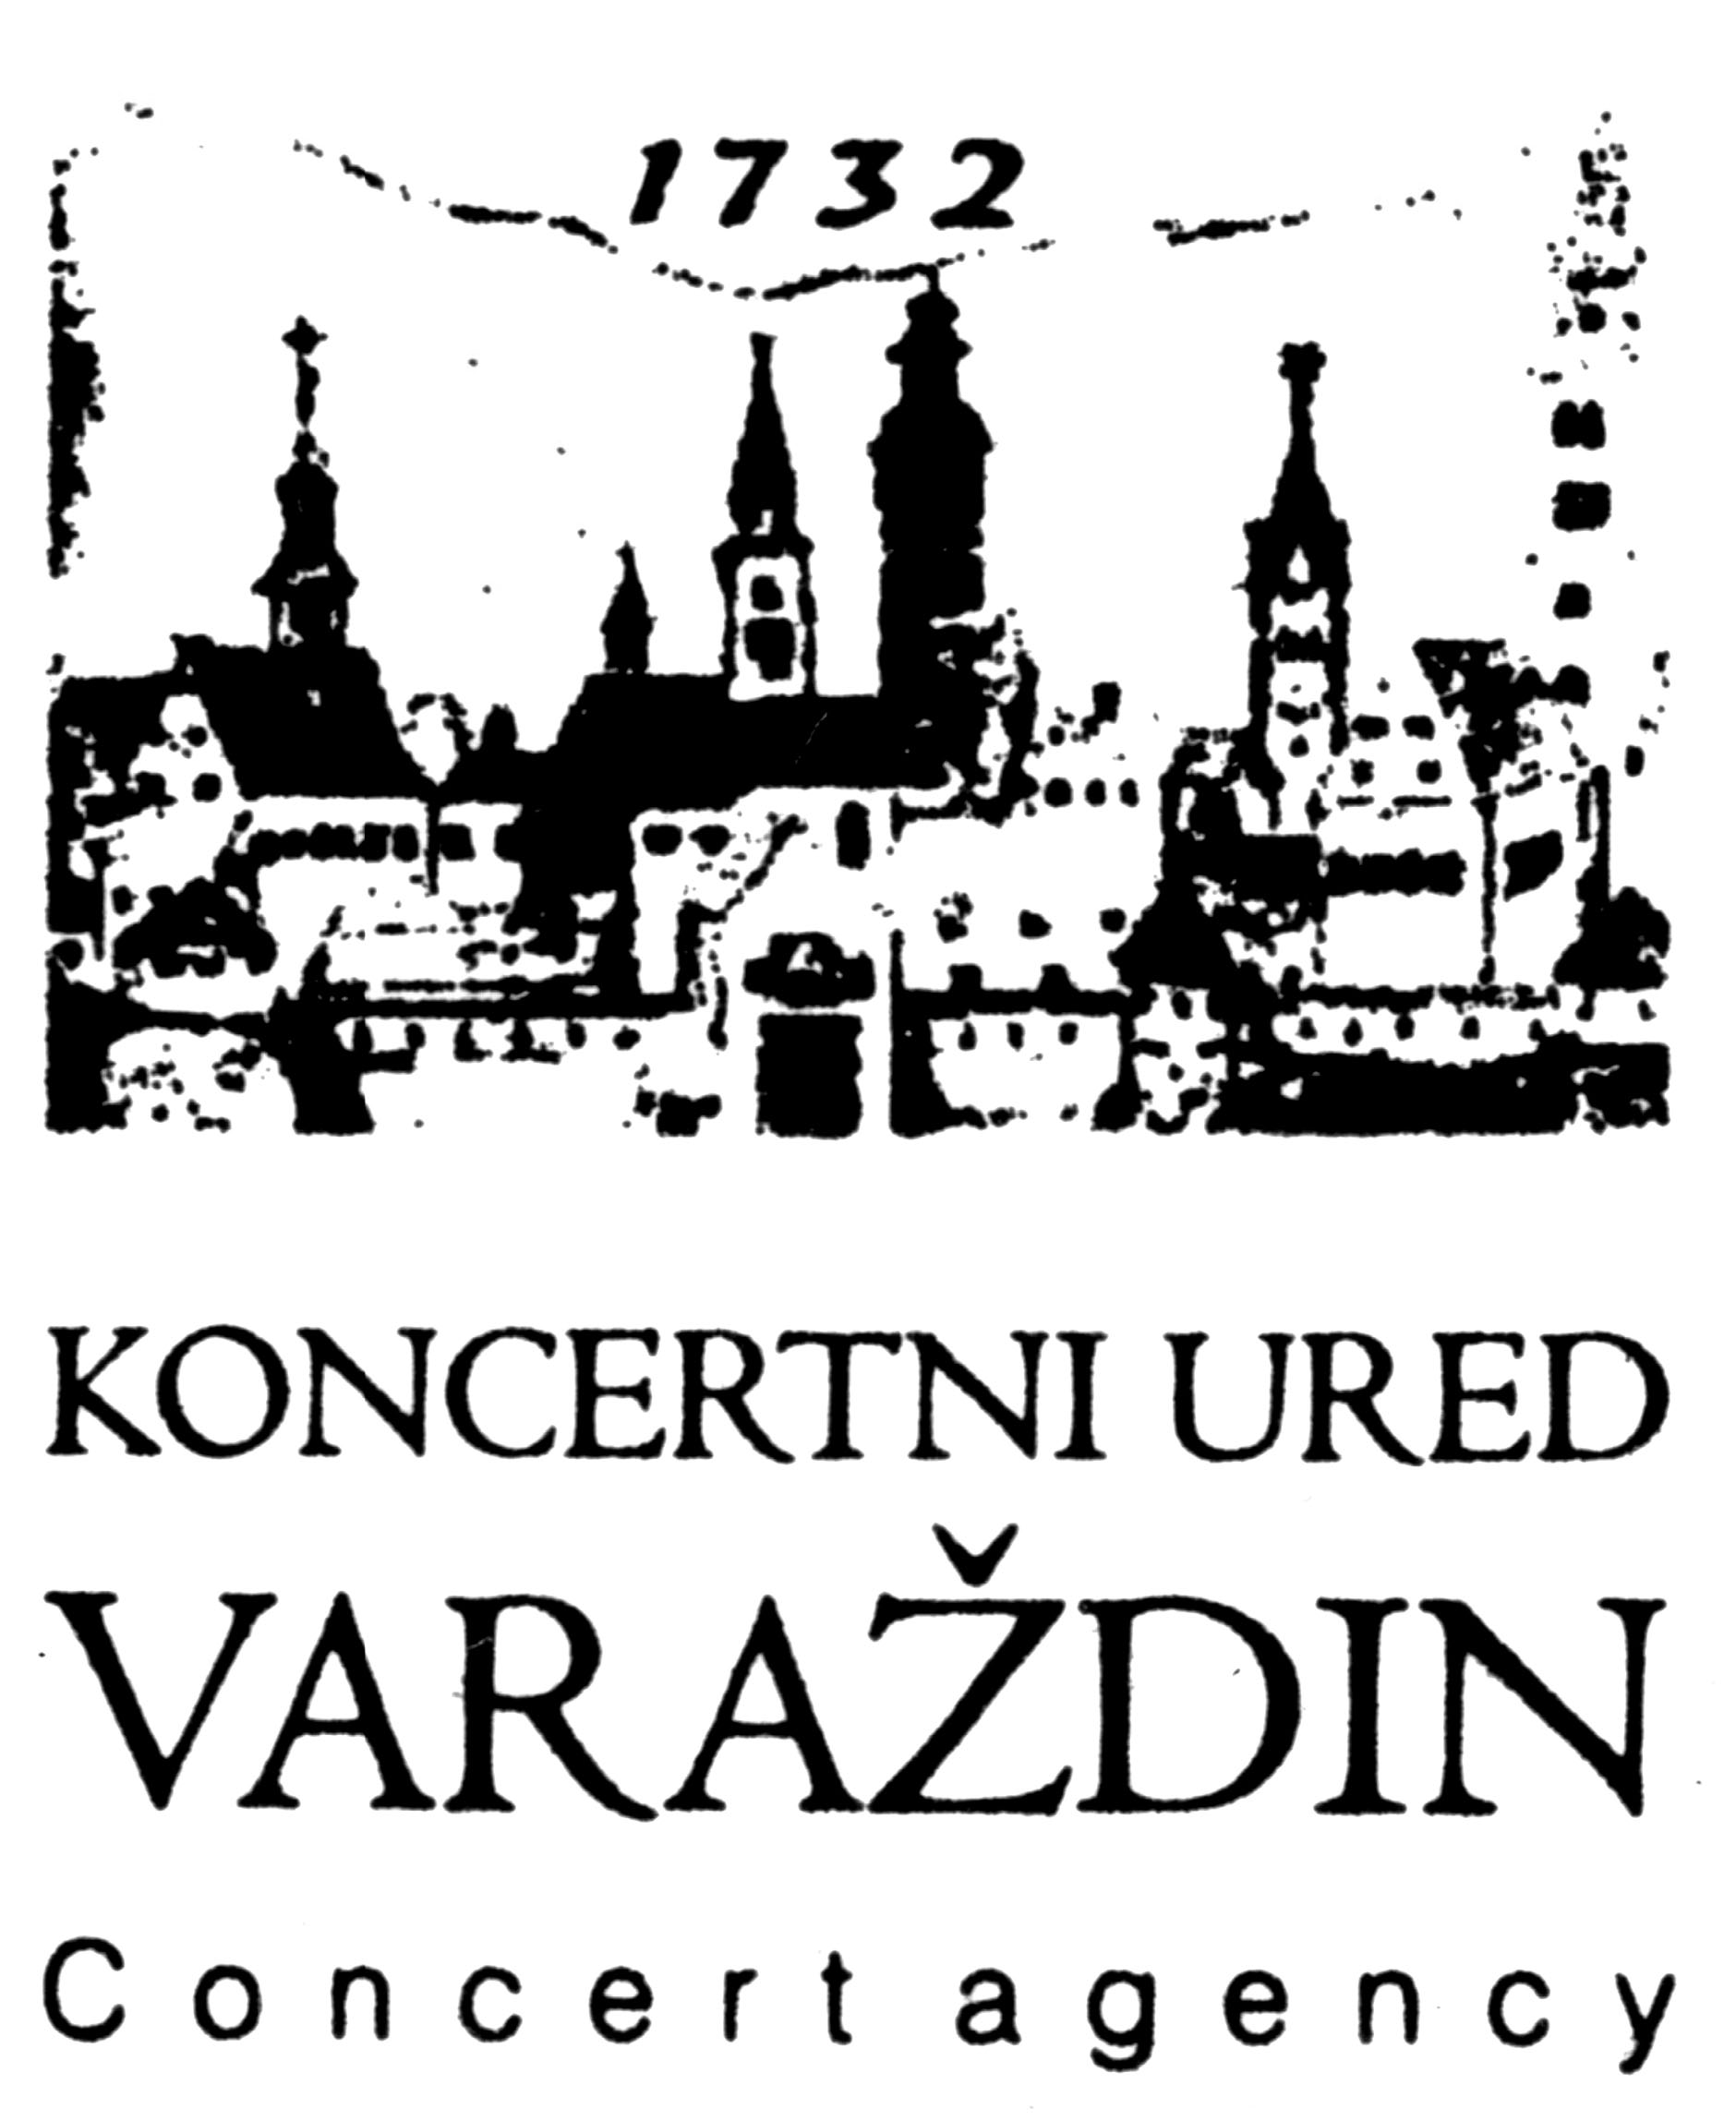 1732
KONCERTNI URED
VARAŽDIN
Concert agency